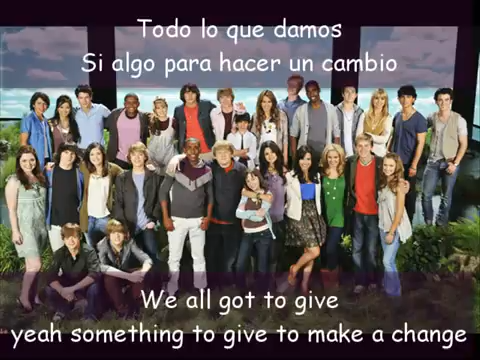 Todo lo que damos
Si algo para hacer un cambio
We all got to give
yeah something to give to make a change